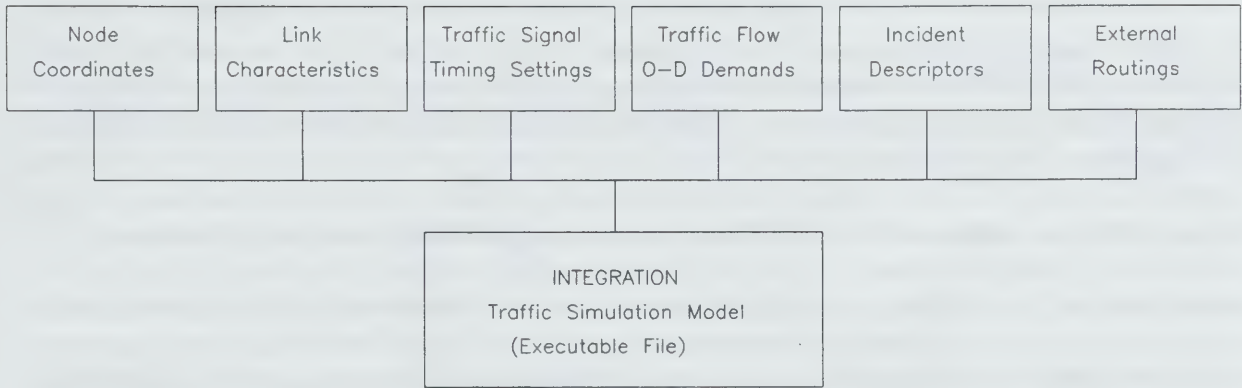 Node
Coordinates
Link
Characteristics
Traffic Signal
Timing Settings
Traffic Flow
O-D Demands
Incident
Descriptors
External
Routings
INTEGRATION
Traffic Simulation Model
(Executable File)